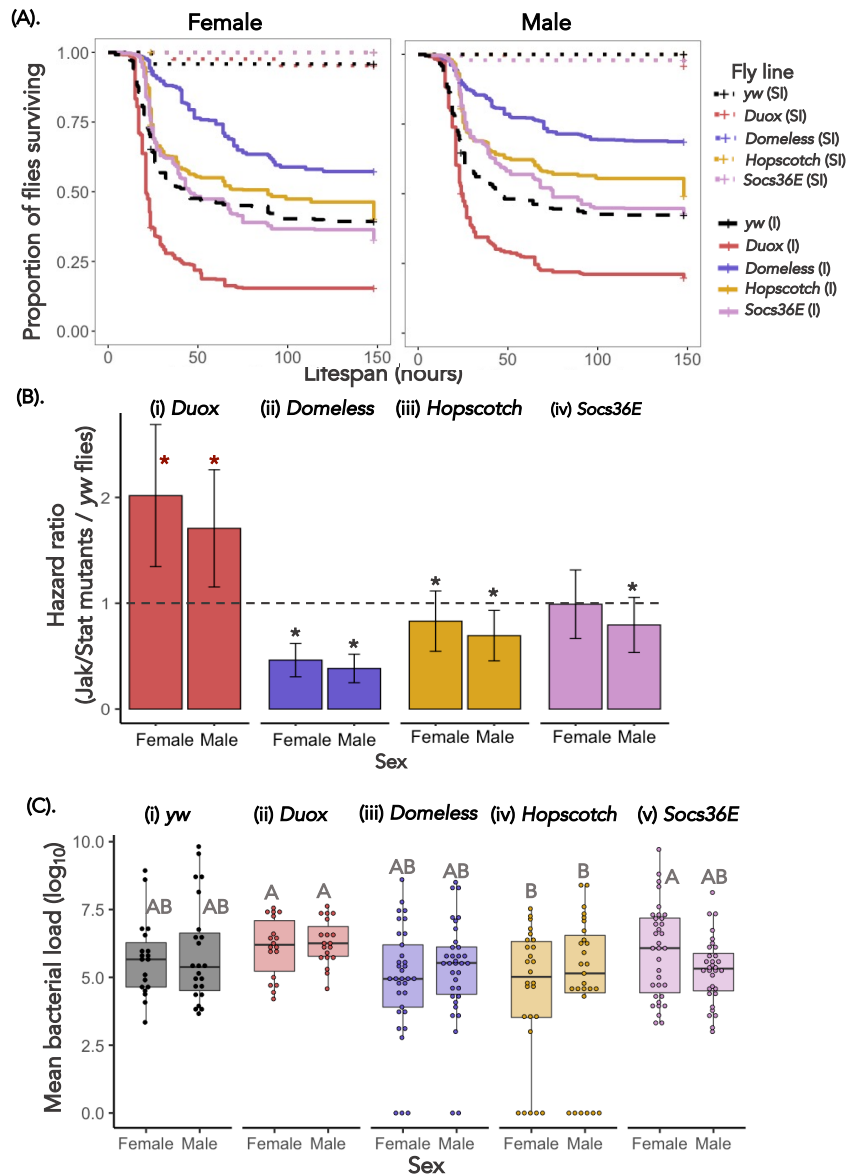 (A).
Female
Male
Proportion of flies surviving
1.00
0.75
0.50
0.25
0.00
0 50 100 150
0 50 100 150
Lifespan (hours)
Fly line
yw (SI)
Duox (SI)
Domeless (SI)
Hopscotch (SI)
Socs36E (SI)
yw (I)
Duox (I)
Domeless (I)
Hopscotch (I)
Socs36E (I)
(B).
(i) Duox
(ii) Domeless
(iii) Hopscotch
(iv) Socs36E
Hazard ratio
(Jak/Stat mutants / yw flies)
2
1
0
* *
* *
* *
*
Female Male
Female Male
Female Male
Female Male
Sex
(C).
(i) yw
(ii) Duox
(iii) Domeless
(iv) Hopscotch
(v) Socs36E
Mean bacterial load (log10)
10.0
7.5
5.0
2.5
0.0
AB AB
A A
AB AB
B B
A AB
Female Male
Female Male
Female Male
Female Male
Female Male
Sex